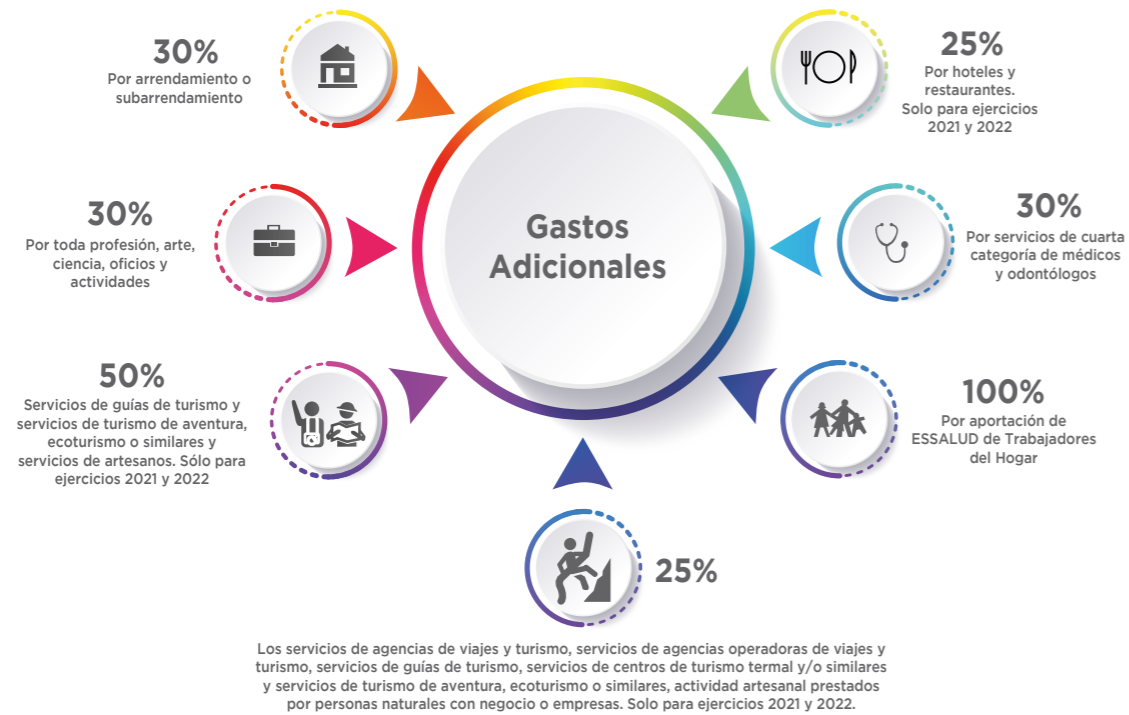 Gastos
Adicionales
30%
Por arrendamiento o
subarrendamiento
25%
Por hoteles y
restaurantes.
Solo para ejercicios
2021 y 2022
30%
Por toda profesión, arte,
ciencia, oficios y
actividades
30%
Por servicios de cuarta
categoría de médicos
y odontólogos
50%
Servicios de guías de turismo y
servicios de turismo de aventura,
ecoturismo o similares y
servicios de artesanos. Sólo para
ejercicios 2021 y 2022
100%
Por aportación de
ESSALUD de Trabajadores
del Hogar
25%
Los servicios de agencias de viajes y turismo, servicios de agencias operadoras de viajes y
turismo, servicios de guías de turismo, servicios de centros de turismo termal y/o similares
y servicios de turismo de aventura, ecoturismo o similares, actividad artesanal prestados
por personas naturales con negocio o empresas. Solo para ejercicios 2021 y 2022.